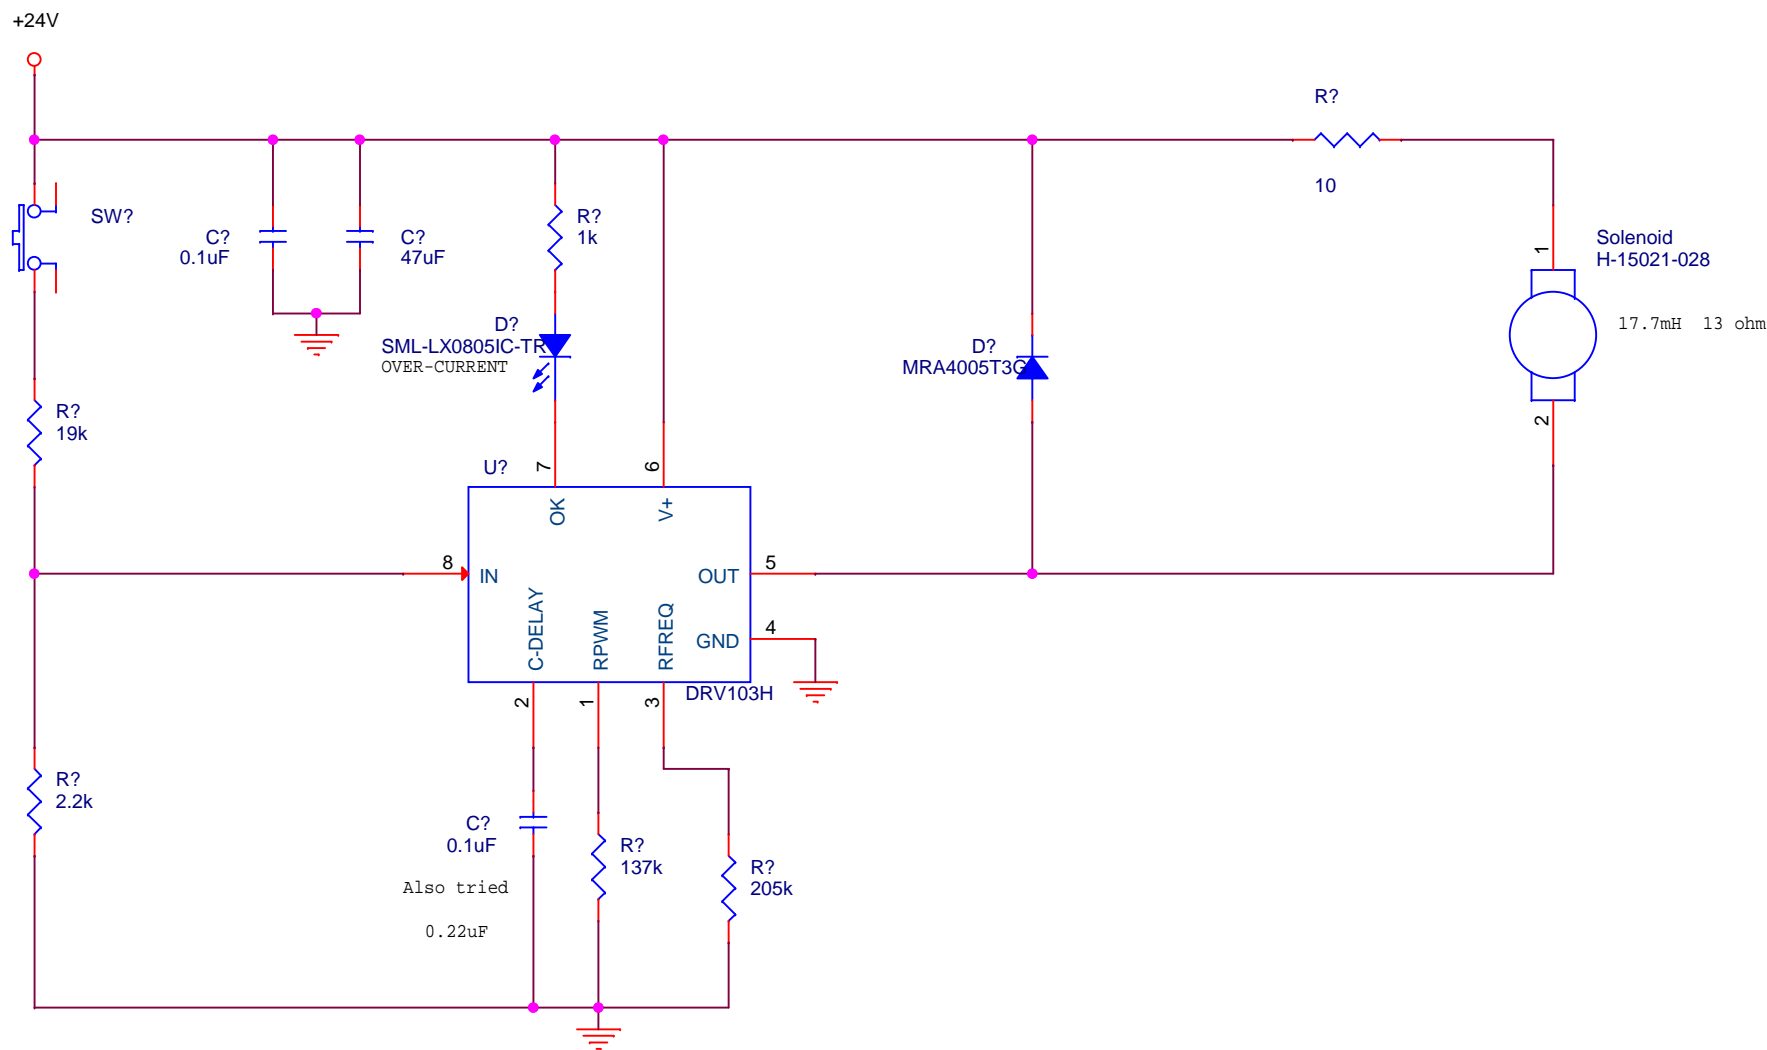 +24V
R?
10
SW?
C?
0.1uF
C?
47uF
R?
1k
Solenoid
H-15021-028
1
17.7mH 13 ohm
D?
SML-LX0805IC-TR
OVER-CURRENT
D?
MRA4005T3G
2
R?
19k
U?
7
6
OK
V+
8
IN
OUT
5
C-DELAY
RPWM
RFREQ
GND
4
DRV103H
2
1
3
R?
2.2k
C?
0.1uF
Also tried
0.22uF
R?
137k
R?
205k